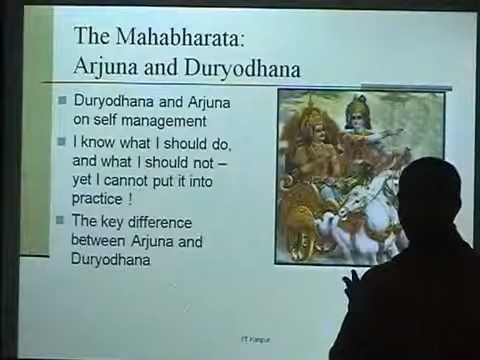 The Mahabharata:
Arjuna and Duryodhana
Duryodhana and Arjuna
on self management
I know what I should do,
and what I should not –
yet I cannot put it into
practice !
The key difference
between Arjuna and
Duryodhana
IIT Kanpur